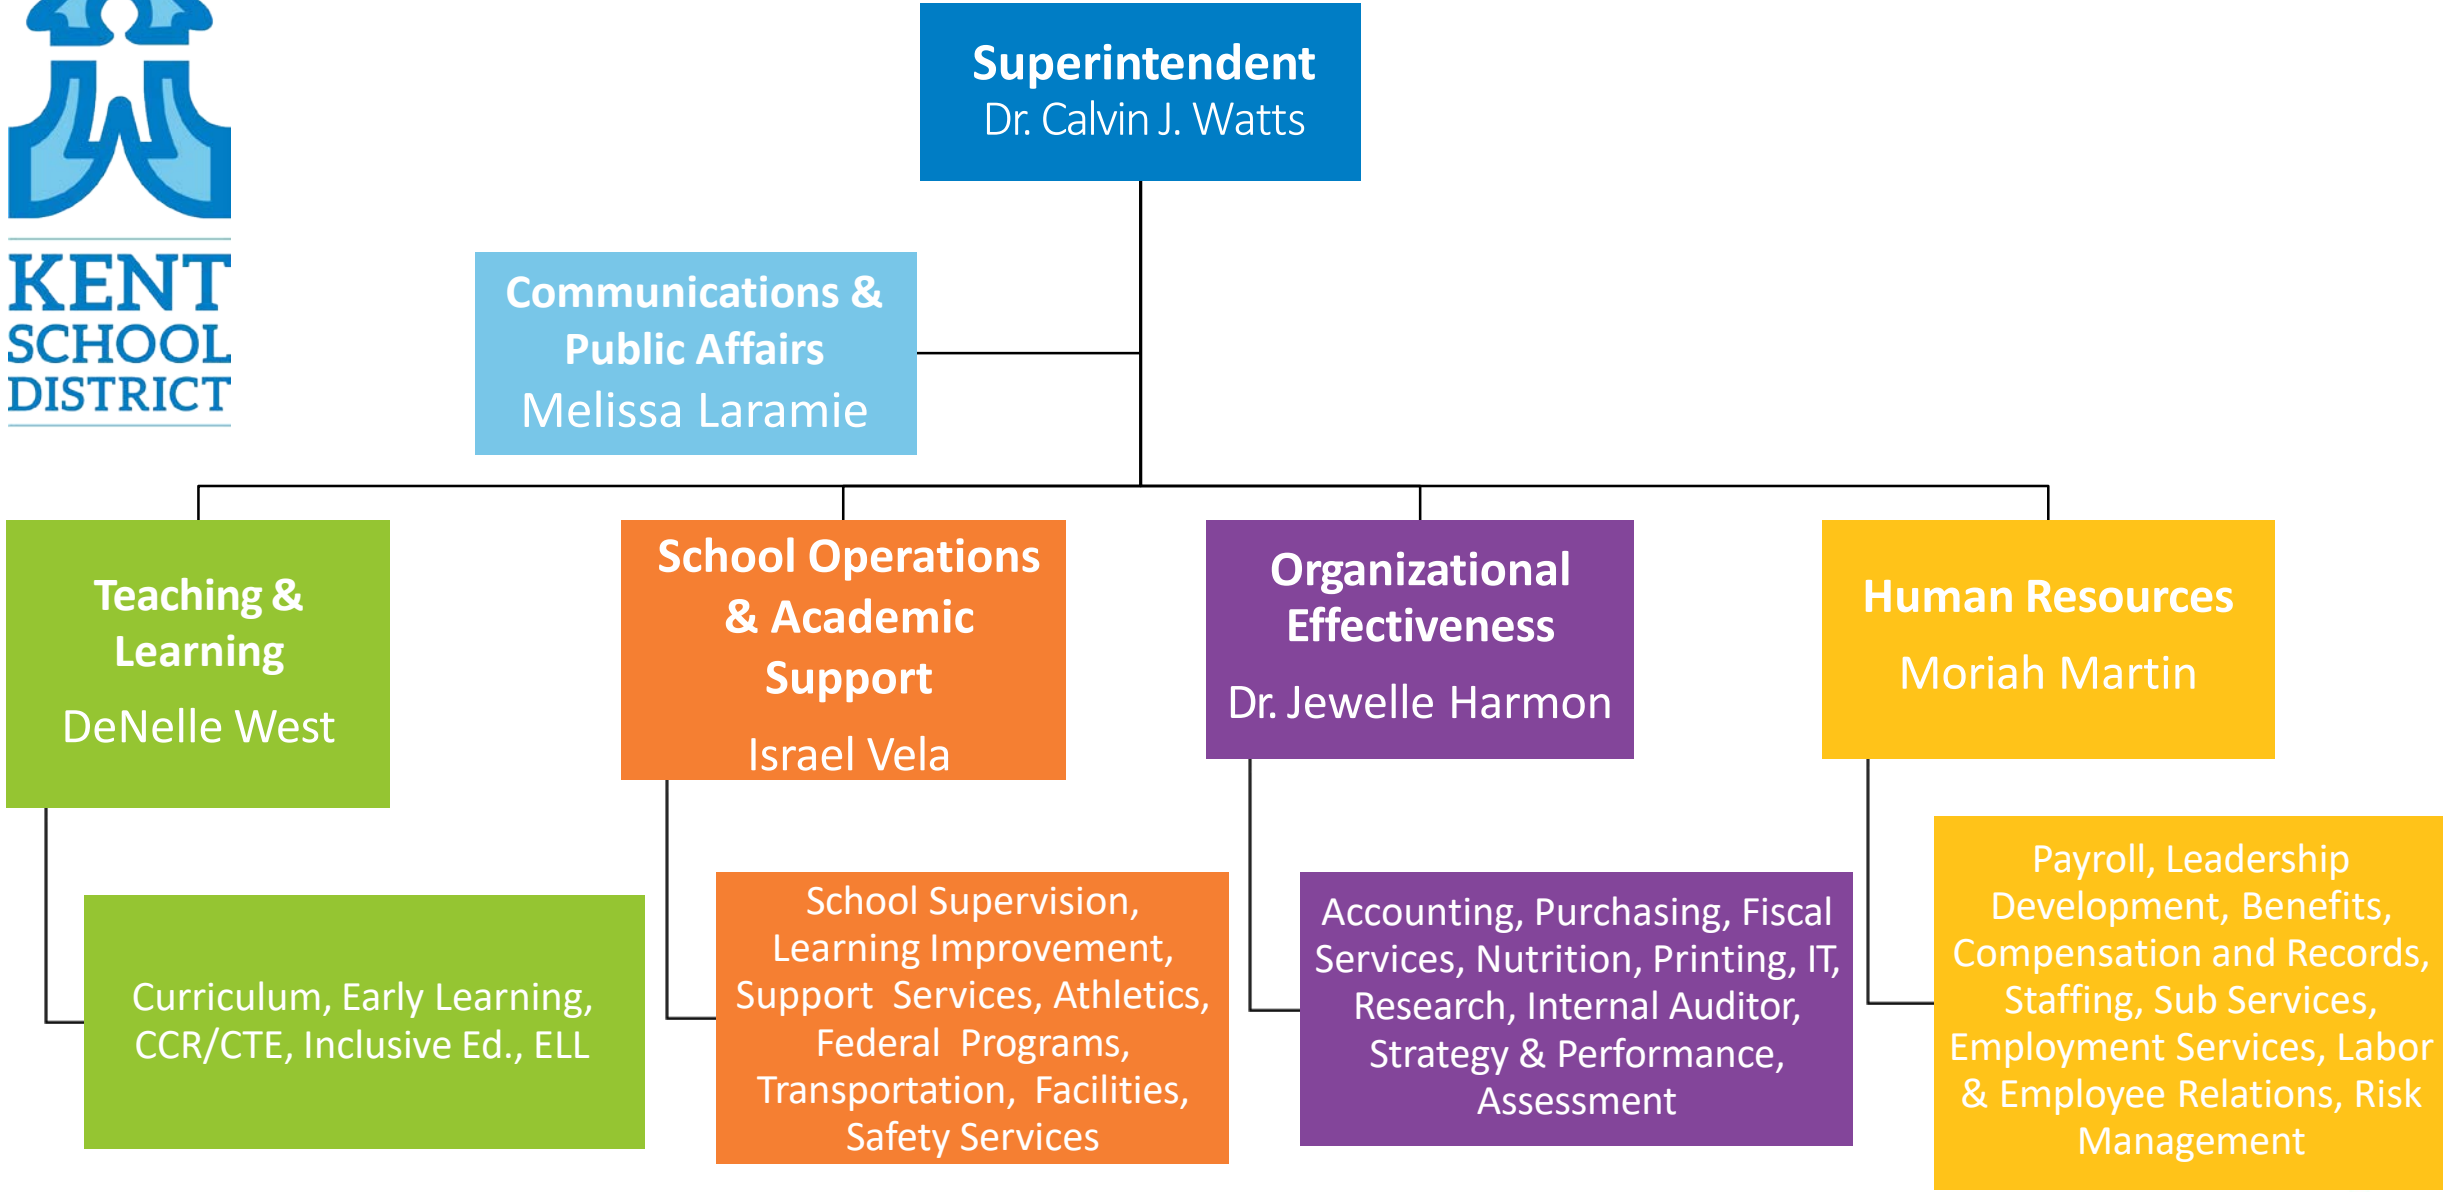 KENT
SCHOOL
DISTRICT
Superintendent
Dr. Calvin J. Watts
Communications &
Public Affairs
Melissa Laramie
Teaching &
Learning
DeNelle West
School Operations
& Academic
Support
Israel Vela
Organizational
Effectiveness
Dr. Jewelle Harmon
Human Resources
Moriah Martin
Curriculum, Early Learning,
CCR/CTE, Inclusive Ed., ELL
School Supervision,
Learning Improvement,
Support Services, Athletics,
Federal Programs,
Transportation, Facilities,
Safety Services
Accounting, Purchasing, Fiscal
Services, Nutrition, Printing, IT,
Research, Internal Auditor,
Strategy & Performance,
Assessment
Payroll, Leadership
Development, Benefits,
Compensation and Records,
Staffing, Sub Services,
Employment Services, Labor
& Employee Relations, Risk
Management